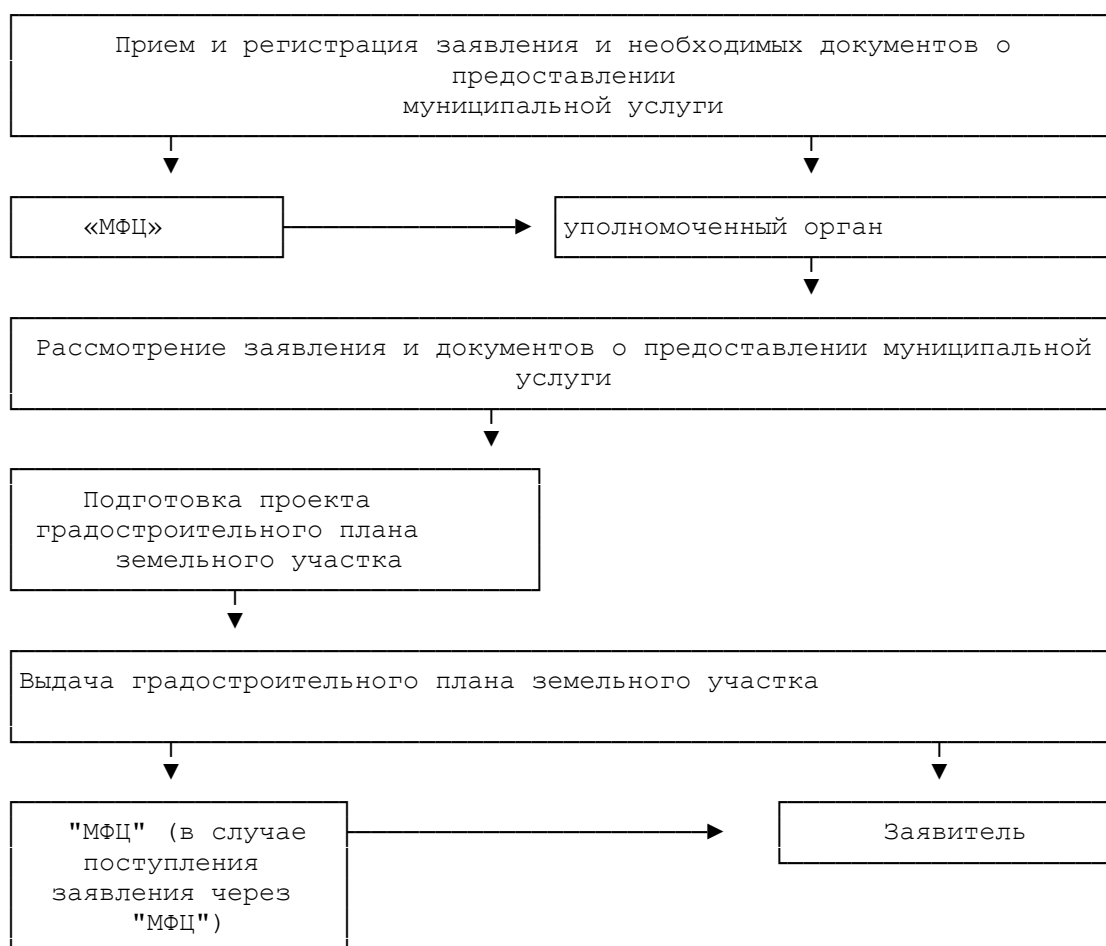 Прием и регистрация заявления и необходимых документов о
предоставлении
муниципальной услуги
«МФЦ»
уполномоченный орган
Рассмотрение заявления и документов о предоставлении муниципальной
услуги
Подготовка проекта
градостроительного плана
земельного участка
Выдача градостроительного плана земельного участка
"МФЦ" (в случае
поступления
заявления через
"МФЦ")
Заявитель